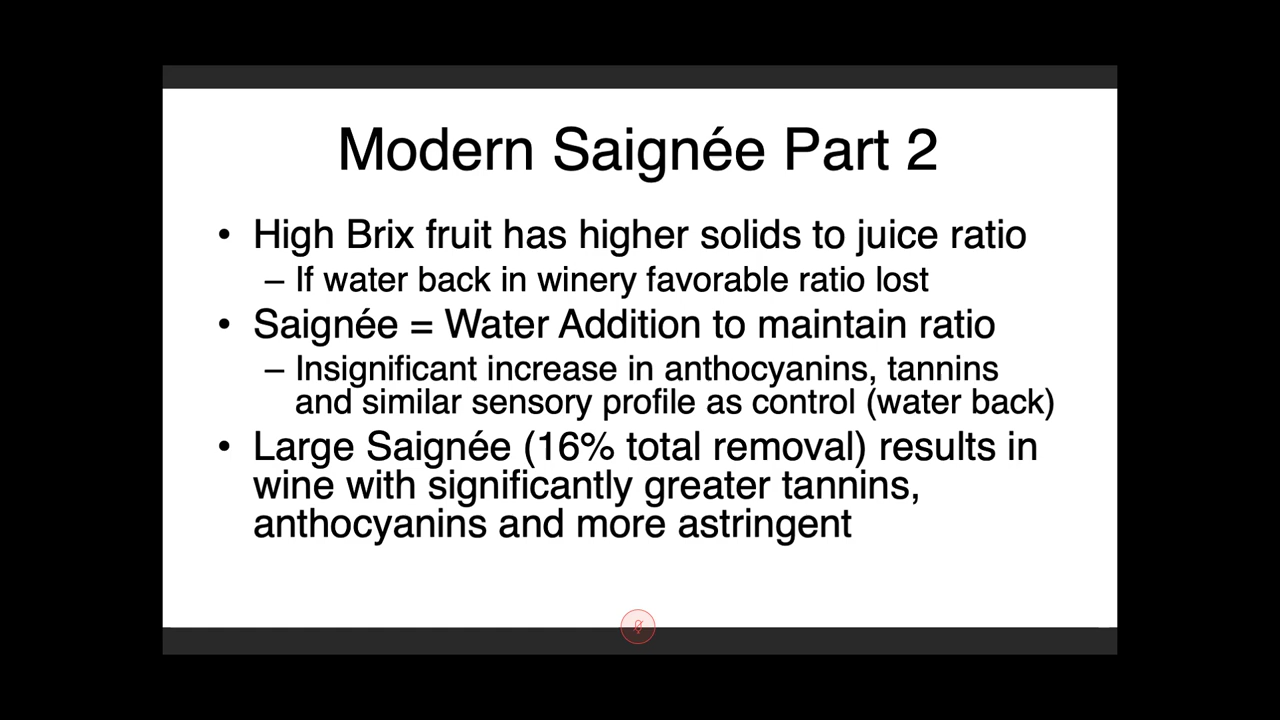 Modern Saignée Part 2
• High Brix fruit has higher solids to juice ratio
– If water back in winery favorable ratio lost
• Saignée = Water Addition to maintain ratio
– Insignificant increase in anthocyanins, tannins
and similar sensory profile as control (water back)
• Large Saignée (16% total removal) results in
wine with significantly greater tannins,
anthocyanins and more astringent